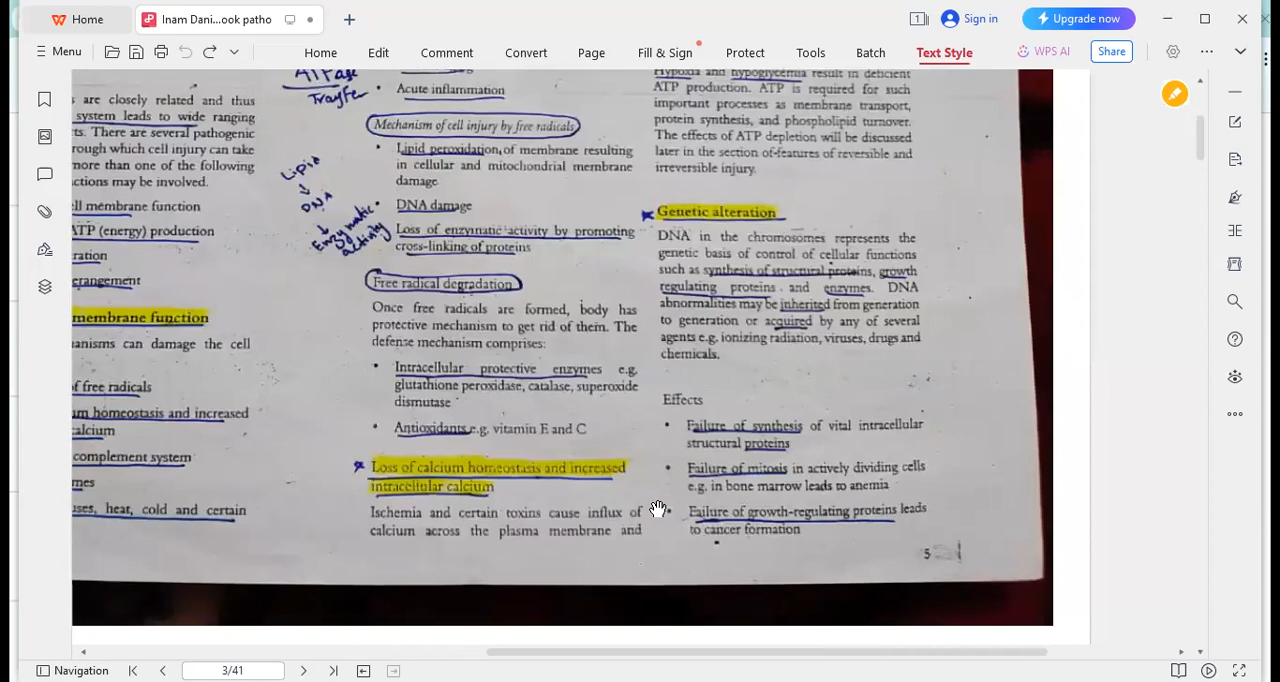 Home
Inam Dani...ook patho
1
Sign in
Upgrade now
Menu
Home
Edit
Comment
Convert
Page
Fill & Sign
Protect
Tools
Batch
Text Style
WPS AI
Share
s are closely related and thus
system leads to wide ranging
cts. There are several pathogenic
rough which cell injury can take
more than one of the following
ctions may be involved.
ell membrane function
ATP (energy) production
ration
erangement
membrane function
hanisms can damage the cell
of free radicals
um homeostasis and increased
calcium
complement system
mes
uses, heat, cold and certain
ATPase
Transfer
• Acute inflammation
Mechanism of cell injury by free radicals
• Lipid peroxidation, of membrane resulting
in cellular and mitochondrial membrane
damage
• DNA damage
Loss of enzymatic activity by promoting
cross-linking of proteins
Lipid
↓
DNA
↓
Enzymatic
activity
Free radical degradation
Once free radicals are formed, body has
protective mechanism to get rid of them. The
defense mechanism comprises:
• Intracellular protective enzymes e.g.
glutathione peroxidase, catalase, superoxide
dismutase
• Antioxidants e.g. vitamin E and C
Loss of calcium homeostasis and increased
intracellular calcium
Ischemia and certain toxins cause influx of
calcium across the plasma membrane and
Hypoxia and hypoglycemia result in deficient
ATP production. ATP is required for such
important processes as membrane transport,
protein synthesis, and phospholipid turnover.
The effects of ATP depletion will be discussed
later in the section of-features of reversible and
irreversible injury.
Genetic alteration
DNA in the chromosomes represents the
genetic basis of control of cellular functions
such as synthesis of structural proteins, growth
regulating proteins and enzymes. DNA
abnormalities may be inherited from generation
to generation or acquired by any of several
agents e.g. ionizing radiation, viruses, drugs and
chemicals.
Effects
• Failure of synthesis of vital intracellular
structural proteins
• Failure of mitosis in actively dividing cells
e.g. in bone marrow leads to anemia
• Failure of growth-regulating proteins leads
to cancer formation
5
Navigation
3/41